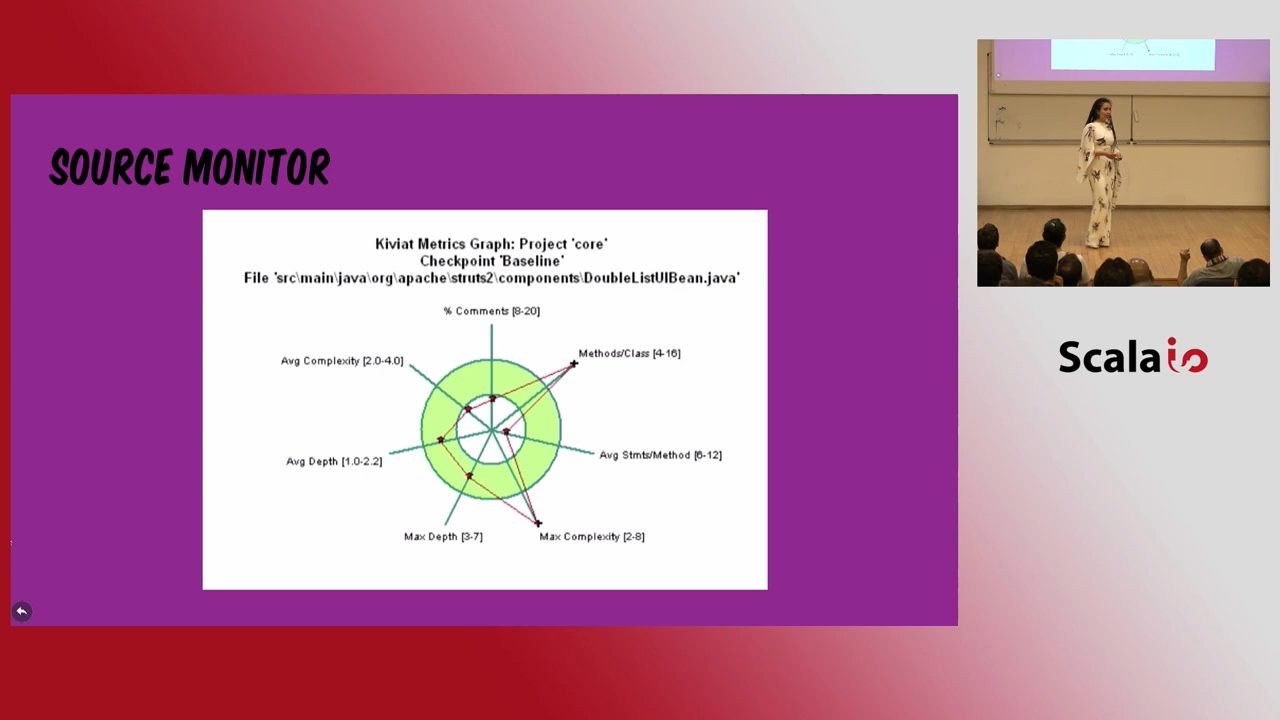 SOURCE MONITOR
Kiviat Metrics Graph: Project 'core'
Checkpoint 'Baseline'
File 'src\main\java\org\apache\struts2\components\DoubleListUIBean.java'
% Comments [8-20]
Methods/Class [4-16]
Avg Complexity [2.0-4.0]
Avg Stmts/Method [6-12]
Avg Depth [1.0-2.2]
Max Depth [3-7]
Max Complexity [2-8]
Scala io